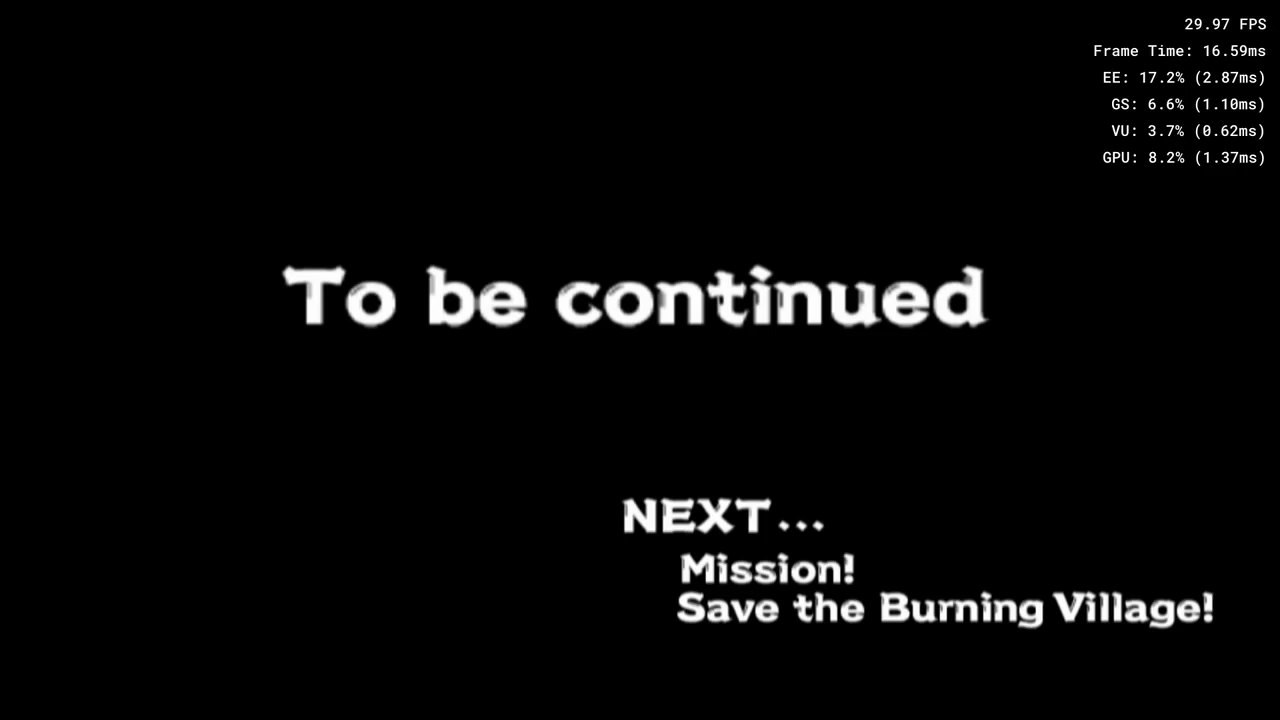 29.97 FPS
Frame Time: 16.59ms
EE: 17.2% (2.87ms)
GS: 6.6% (1.10ms)
VU: 3.7% (0.62ms)
GPU: 8.2% (1.37ms)
To be continued
NEXT...
Mission!
Save the Burning Village!